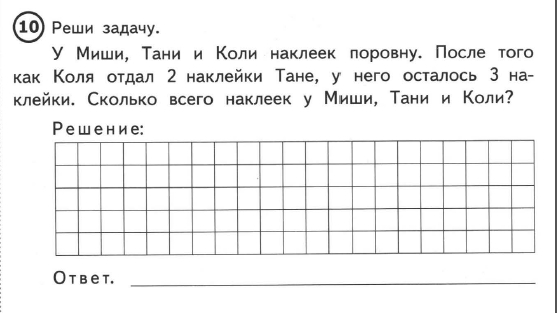 10 Реши задачу.
У Миши, Тани и Коли наклеек поровну. После того
как Коля отдал 2 наклейки Тане, у него осталось 3 на-
клейки. Сколько всего наклеек у Миши, Тани и Коли?
Решение:
Ответ.